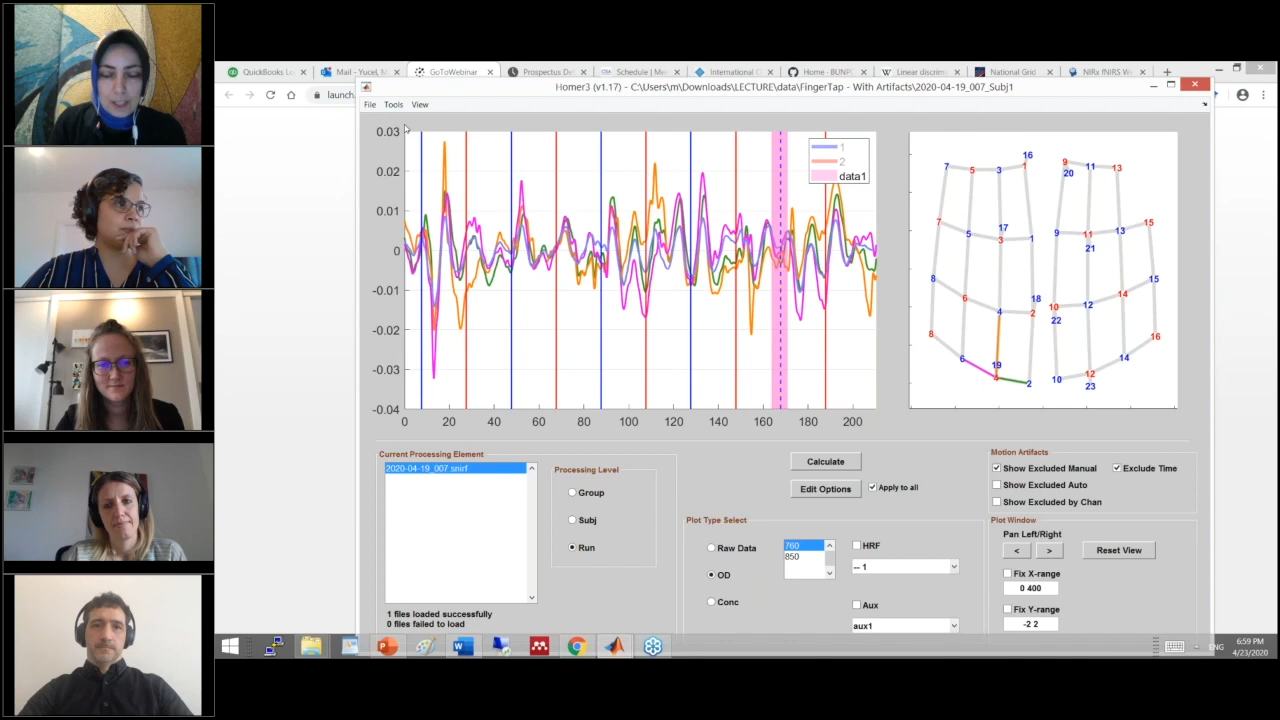 QuickBooks Lo
Mail - Yucel, M
GoToWebinar
Prospectus De
Schedule | Me
International
Home - BUNPC
Linear discrim
National Grid
NIRx fNIRS We
launch.
Homer3 (v1.17) - C:\Users\m\Downloads\LECTURE\data\FingerTap - With Artifacts\2020-04-19_007_Subj1
File Tools View
0.03
0.02
0.01
0
-0.01
-0.02
-0.03
-0.04
0 20 40 60 80 100 120 140 160 180 200
1
2
data1
16
7 5 3 1
9 20 11 13
7 5 17 3 1
9 11 21 13 15
8 6 4 18 2
10 22 12 14 15
8 6 19 4 2
10 12 23 14 16
Current Processing Element
2020-04-19_007.snirf
1 files loaded successfully
0 files failed to load
Processing Level
Group
Subj
Run
Calculate
Edit Options
Apply to all
Plot Type Select
Raw Data
OD
Conc
760
850
HRF
-- 1
Aux
aux1
Motion Artifacts
Show Excluded Manual
Exclude Time
Show Excluded Auto
Show Excluded by Chan
Plot Window
Pan Left/Right
<
>
Reset View
Fix X-range
0 400
Fix Y-range
-2 2
ENG
6:59 PM
4/23/2020